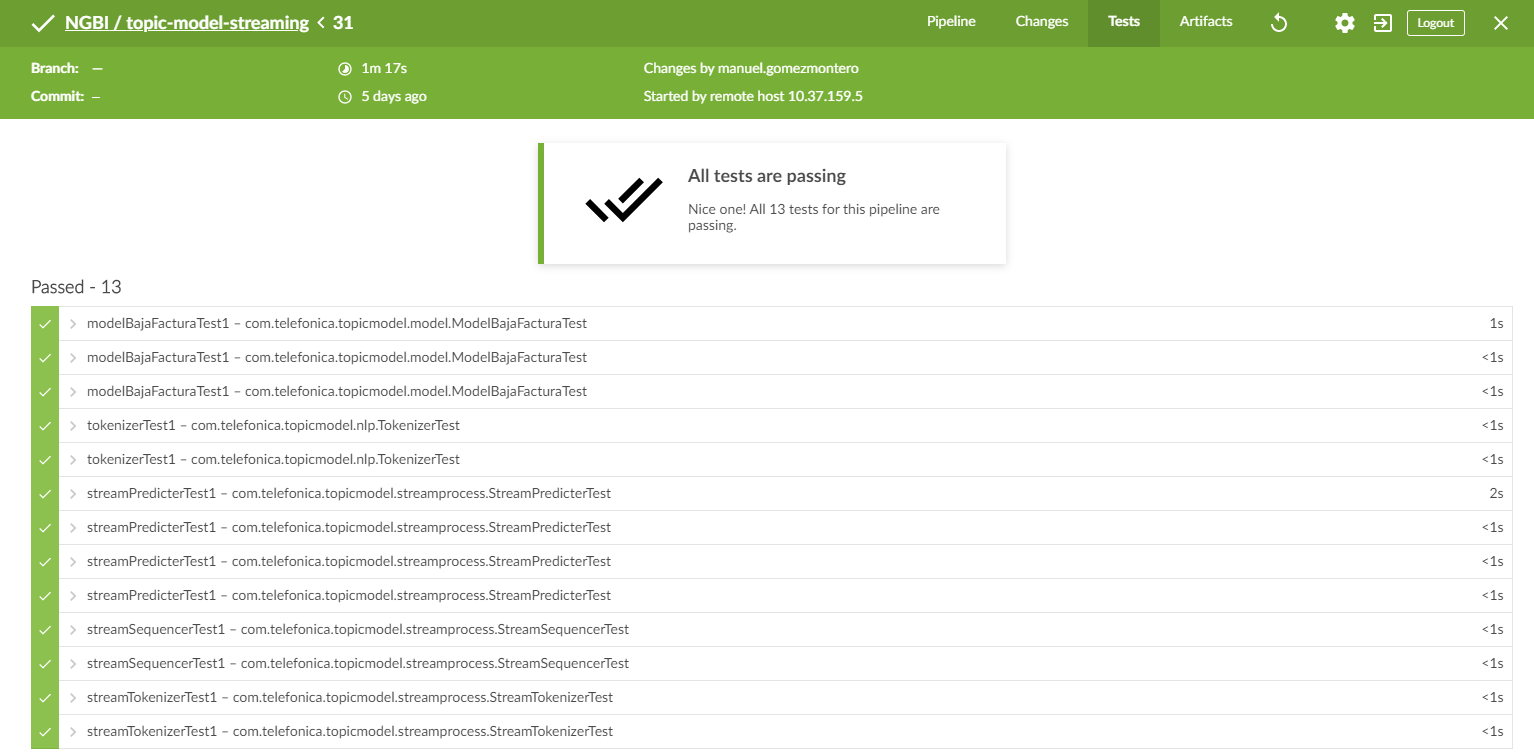 NGBI / topic-model-streaming < 31
Pipeline
Changes
Tests
Artifacts
Logout
Branch: —
1m 17s
Changes by manuel.gomezmontero
Commit: –
5 days ago
Started by remote host 10.37.159.5
All tests are passing
Nice one! All 13 tests for this pipeline are
passing.
Passed - 13
modelBajaFacturaTest1 – com.telefonica.topicmodel.model.ModelBajaFacturaTest 1s
modelBajaFacturaTest1 – com.telefonica.topicmodel.model.ModelBajaFacturaTest <1s
modelBajaFacturaTest1 – com.telefonica.topicmodel.model.ModelBajaFacturaTest <1s
tokenizerTest1 – com.telefonica.topicmodel.nlp.TokenizerTest <1s
tokenizerTest1 – com.telefonica.topicmodel.nlp.TokenizerTest <1s
streamPredicterTest1 – com.telefonica.topicmodel.streamprocess.StreamPredicterTest 2s
streamPredicterTest1 – com.telefonica.topicmodel.streamprocess.StreamPredicterTest <1s
streamPredicterTest1 – com.telefonica.topicmodel.streamprocess.StreamPredicterTest <1s
streamPredicterTest1 – com.telefonica.topicmodel.streamprocess.StreamPredicterTest <1s
streamSequencerTest1 – com.telefonica.topicmodel.streamprocess.StreamSequencerTest <1s
streamSequencerTest1 – com.telefonica.topicmodel.streamprocess.StreamSequencerTest <1s
streamTokenizerTest1 – com.telefonica.topicmodel.streamprocess.StreamTokenizerTest <1s
streamTokenizerTest1 – com.telefonica.topicmodel.streamprocess.StreamTokenizerTest <1s